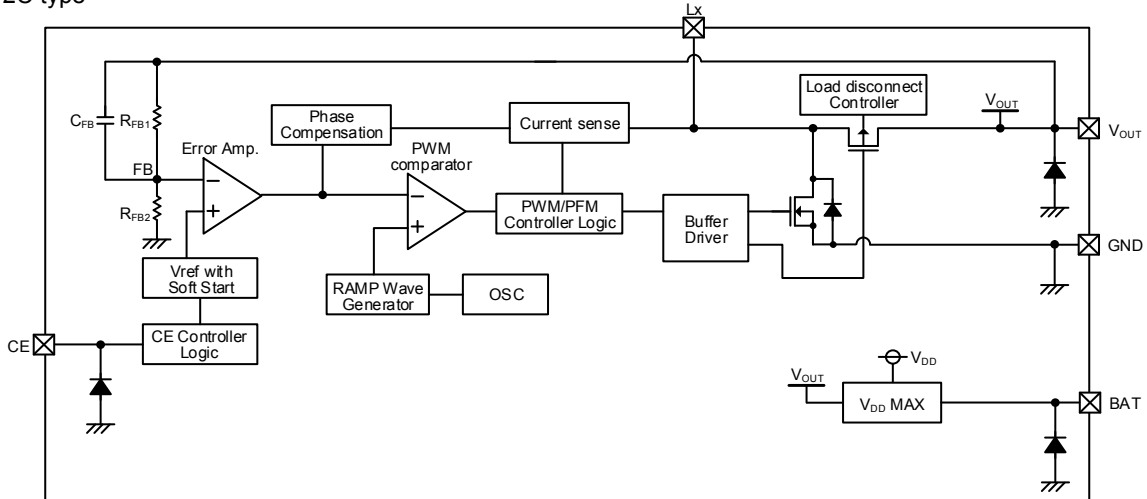 Lx
Load disconnect
Controller
VOUT
VOUT
CFB
RFB1
Phase
Compensation
Current sense
Error Amp.
PWM
comparator
FB
RFB2
PWM/PFM
Controller Logic
Buffer
Driver
GND
Vref with
Soft Start
RAMP Wave
Generator
OSC
CE
CE Controller
Logic
VDD
VOUT
VDD MAX
BAT